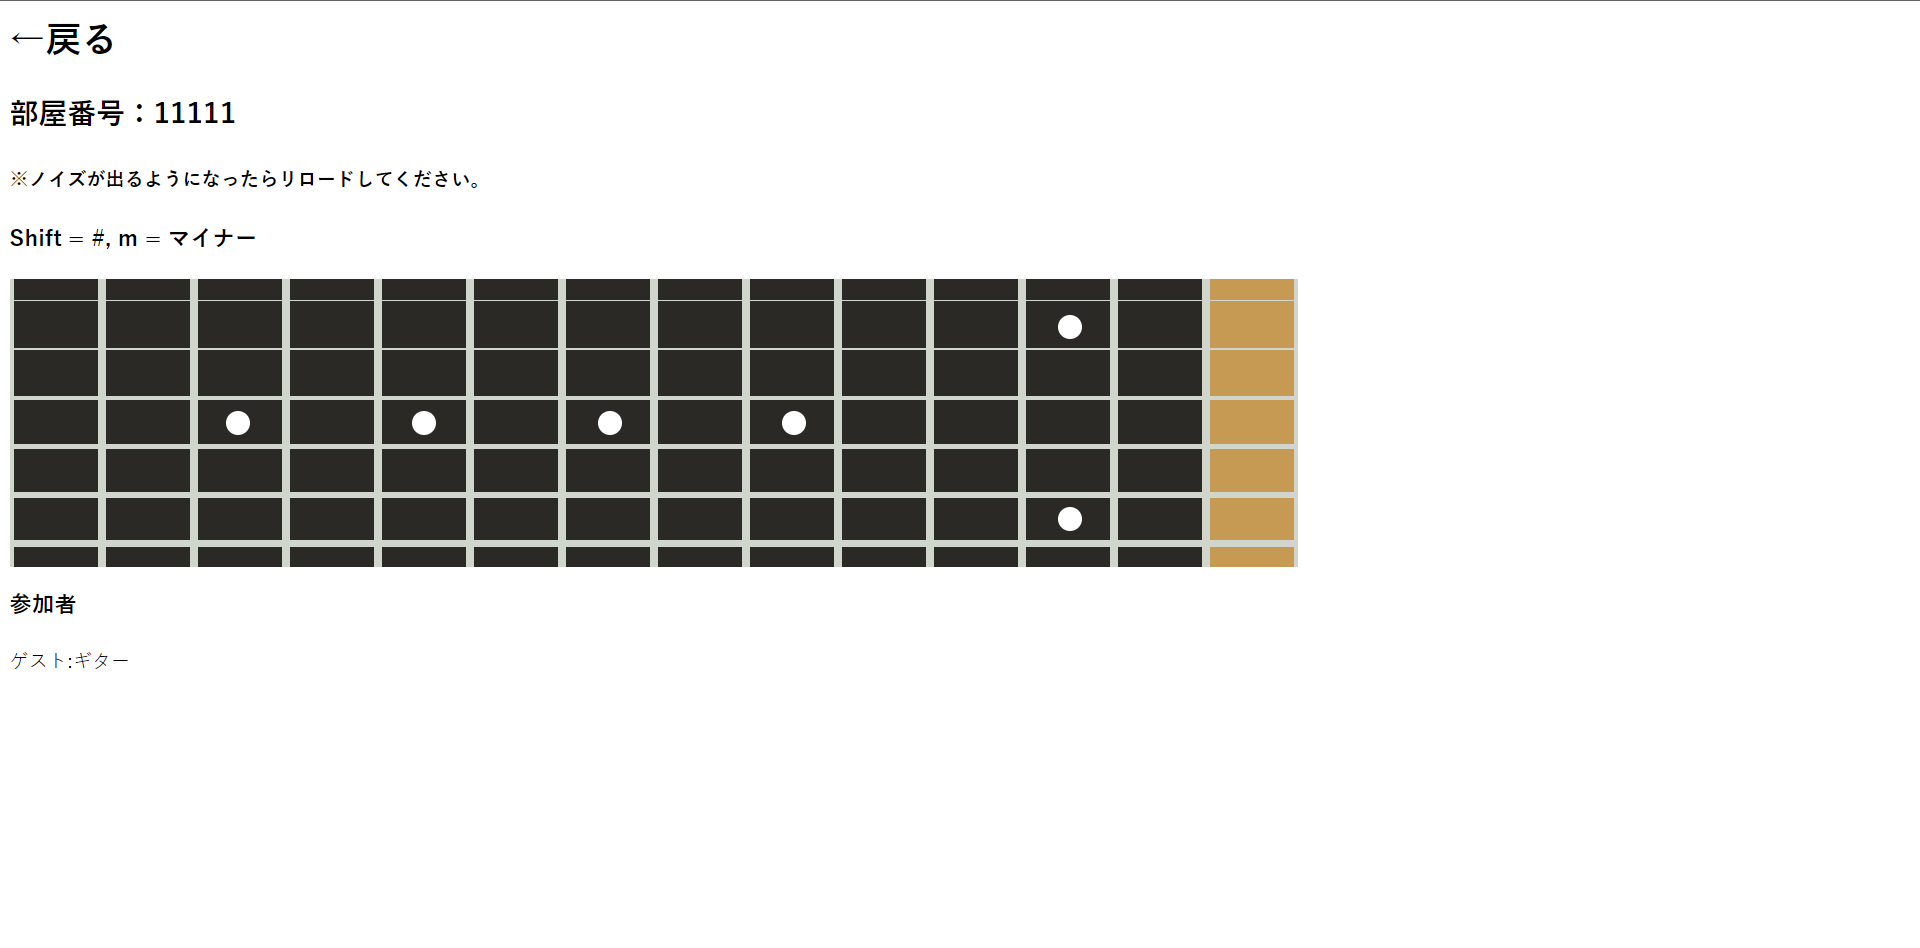 ←戻る
部屋番号：11111
※ノイズが出るようになったらリロードしてください。
Shift = #, m = マイナー
参加者
ゲスト:ギター